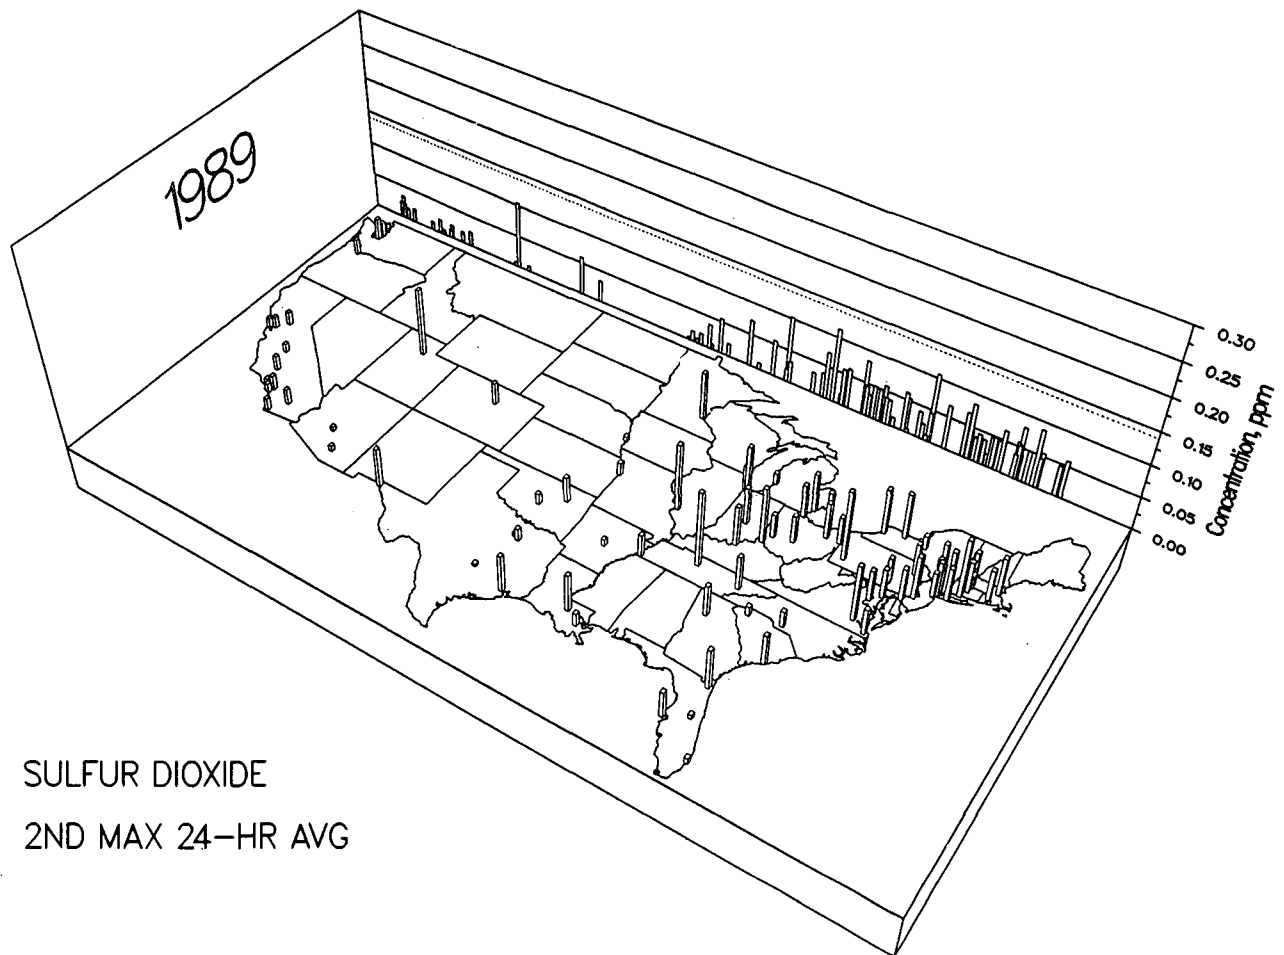 1989
0.30
0.25
0.20
0.15
0.10
0.05
0.00
Concentration, ppm
SULFUR DIOXIDE
2ND MAX 24-HR AVG